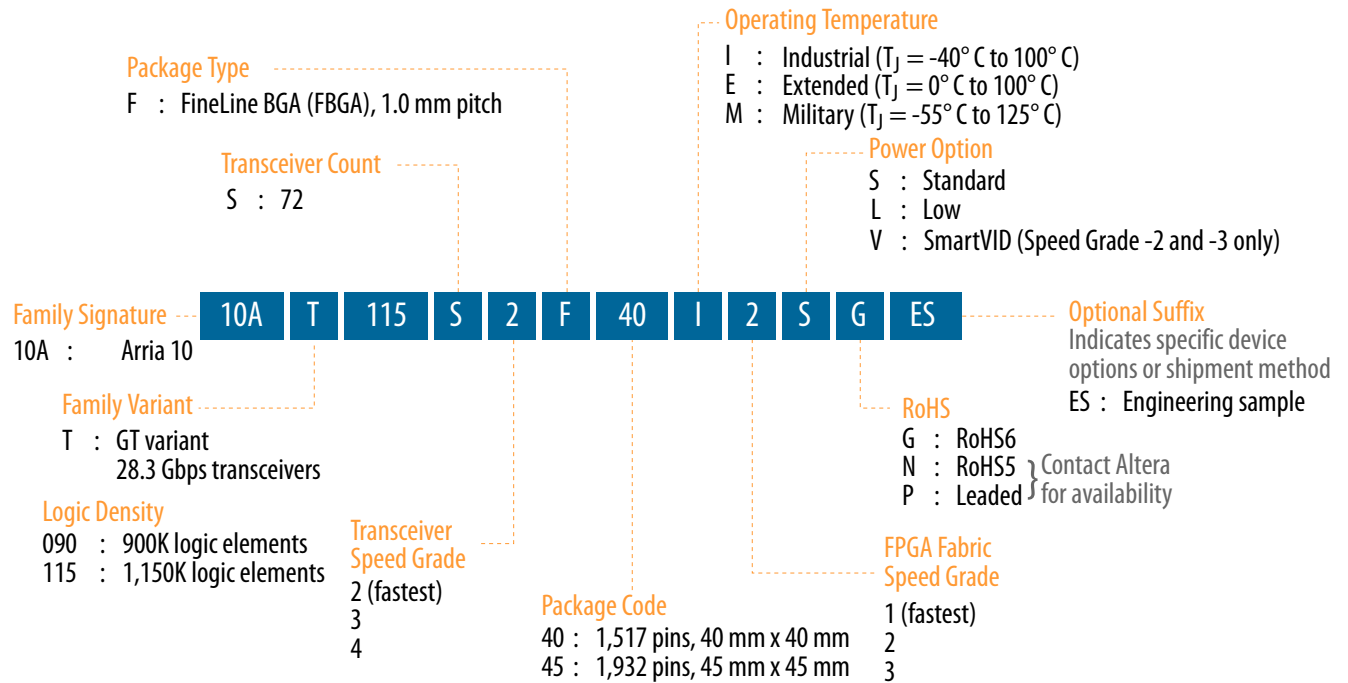 Operating Temperature
I : Industrial (TJ = -40° C to 100° C)
E : Extended (TJ = 0° C to 100° C)
M : Military (TJ = -55° C to 125° C)
Package Type
F : FineLine BGA (FBGA), 1.0 mm pitch
Power Option
S : Standard
L : Low
V : SmartVID (Speed Grade -2 and -3 only)
Transceiver Count
S : 72
Family Signature
10A : Arria 10
10A T 115 S 2 F 40 I 2 S G ES
Optional Suffix
Indicates specific device
options or shipment method
ES : Engineering sample
Family Variant
T : GT variant
28.3 Gbps transceivers
RoHS
G : RoHS6
N : RoHS5
P : Leaded
Contact Altera
for availability
Logic Density
090 : 900K logic elements
115 : 1,150K logic elements
Transceiver
Speed Grade
2 (fastest)
3
4
Package Code
40 : 1,517 pins, 40 mm x 40 mm
45 : 1,932 pins, 45 mm x 45 mm
FPGA Fabric
Speed Grade
1 (fastest)
2
3